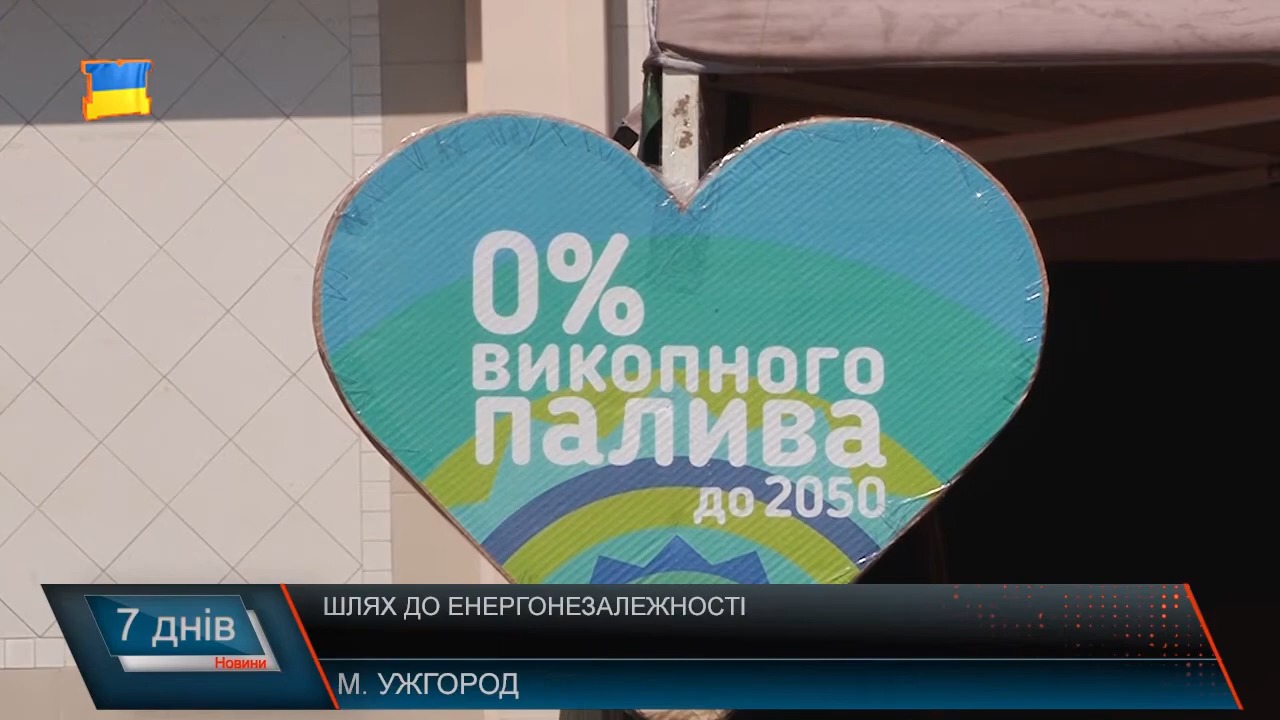 0%
викопного
палива
до 2050
7 днів
Новини
ШЛЯХ ДО ЕНЕРГОНЕЗАЛЕЖНОСТІ
М. УЖГОРОД